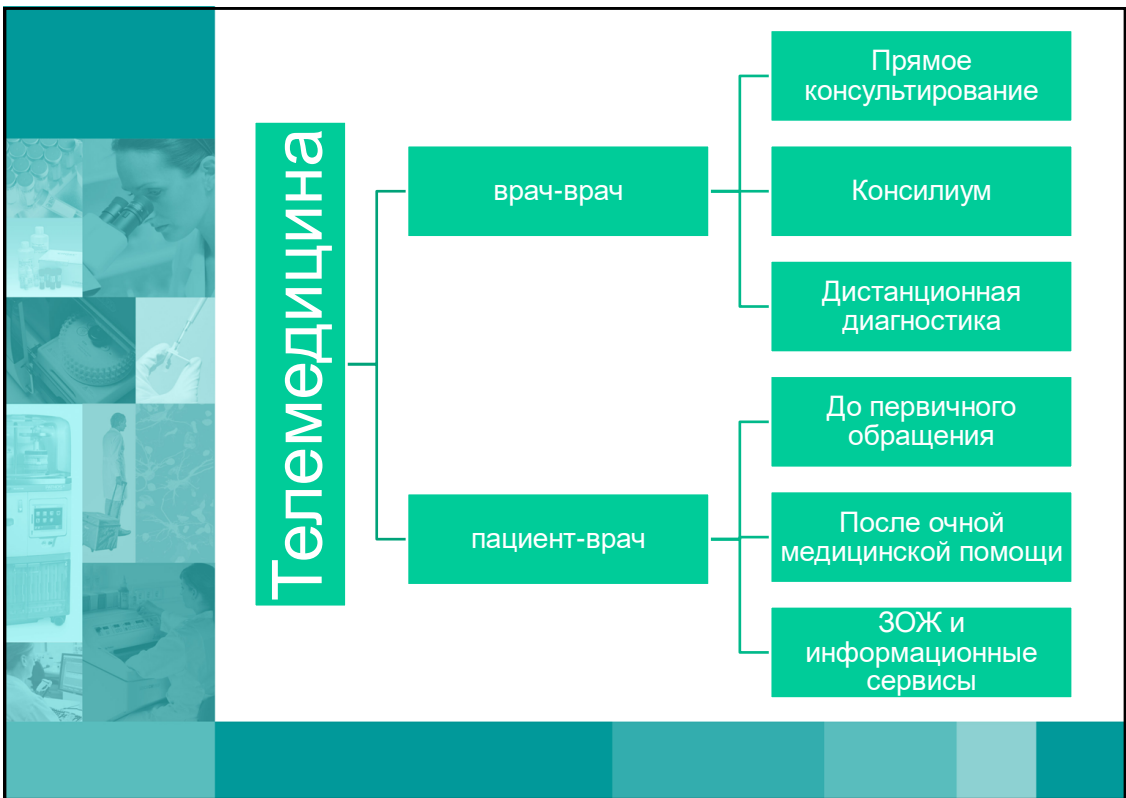 Телемедицина
врач-врач
Прямое
консультирование
Консилиум
Дистанционная
диагностика
пациент-врач
До первичного
обращения
После очной
медицинской помощи
ЗОЖ и
информационные
сервисы